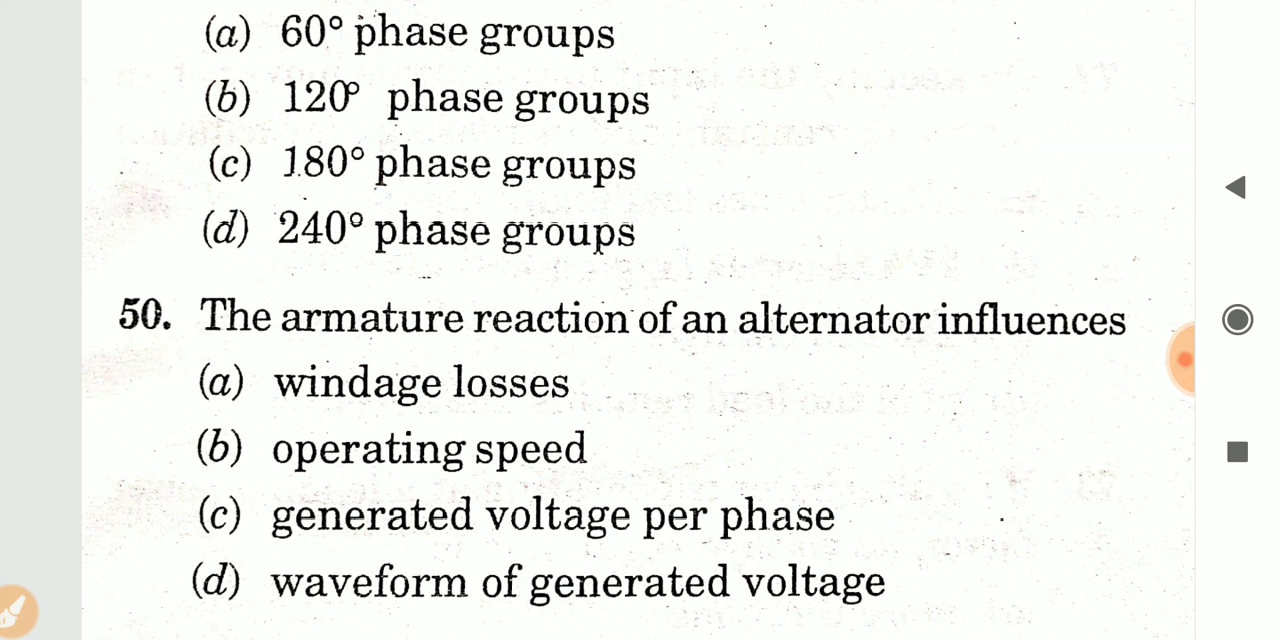 (a) 60° phase groups
(b) 120° phase groups
(c) 180° phase groups
(d) 240° phase groups
50. The armature reaction of an alternator influences
(a) windage losses
(b) operating speed
(c) generated voltage per phase
(d) waveform of generated voltage